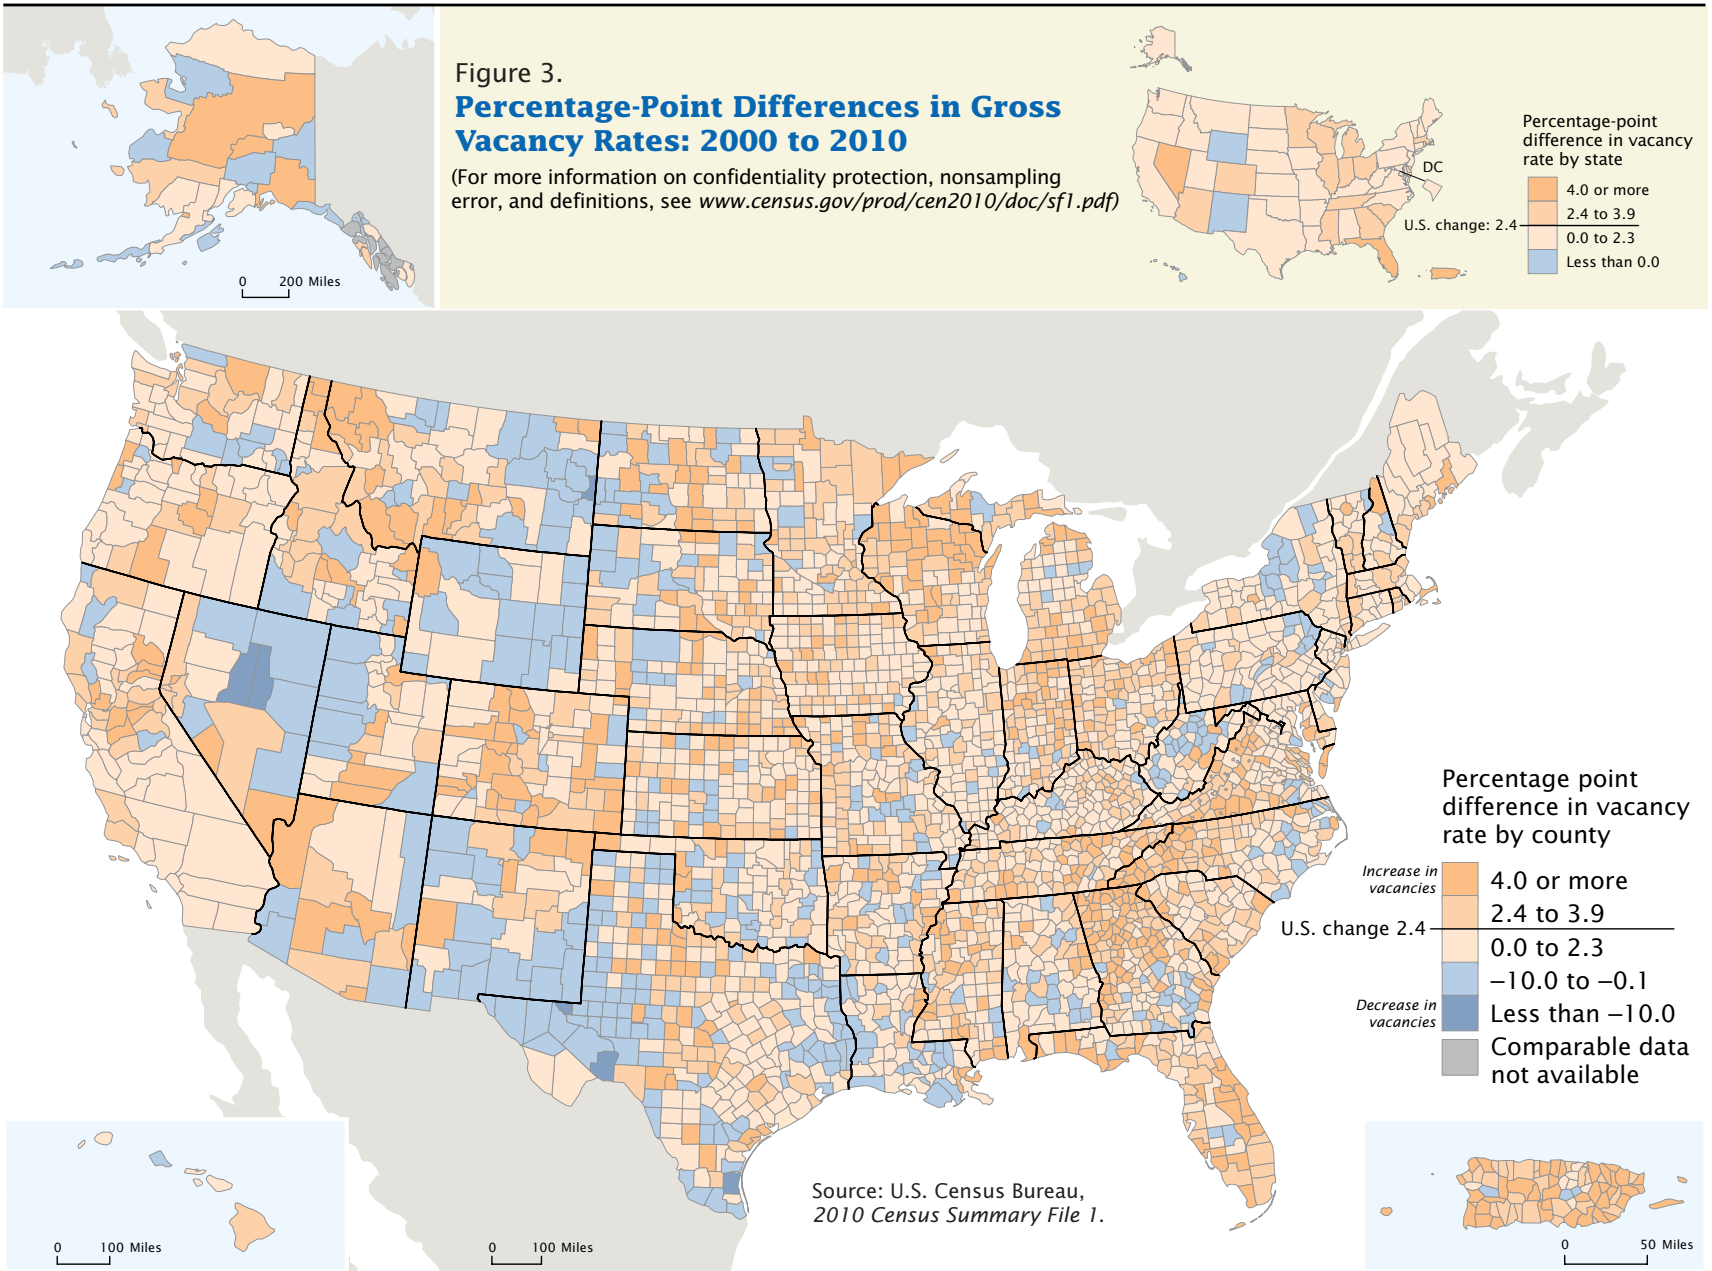 Figure 3.
Percentage-Point Differences in Gross
Vacancy Rates: 2000 to 2010
(For more information on confidentiality protection, nonsampling
error, and definitions, see www.census.gov/prod/cen2010/doc/sf1.pdf)
0 200 Miles
DC
Percentage-point
difference in vacancy
rate by state
4.0 or more
2.4 to 3.9
U.S. change: 2.4
0.0 to 2.3
Less than 0.0
Percentage point
difference in vacancy
rate by county
Increase in
vacancies
4.0 or more
2.4 to 3.9
U.S. change 2.4
0.0 to 2.3
−10.0 to −0.1
Decrease in
vacancies
Less than −10.0
Comparable data
not available
Source: U.S. Census Bureau,
2010 Census Summary File 1.
0 100 Miles
0 100 Miles
0 50 Miles